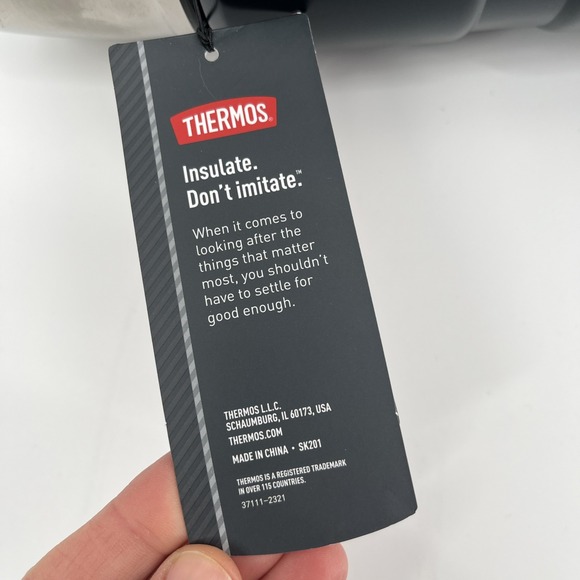 THERMOS®
Insulate.
Don't imitate.™
When it comes to
looking after the
things that matter
most, you shouldn't
have to settle for
good enough.
THERMOS L.L.C.
SCHAUMBURG, IL 60173, USA
THERMOS.COM
MADE IN CHINA • SK201
THERMOS IS A REGISTERED TRADEMARK
IN OVER 115 COUNTRIES.
37111-2321